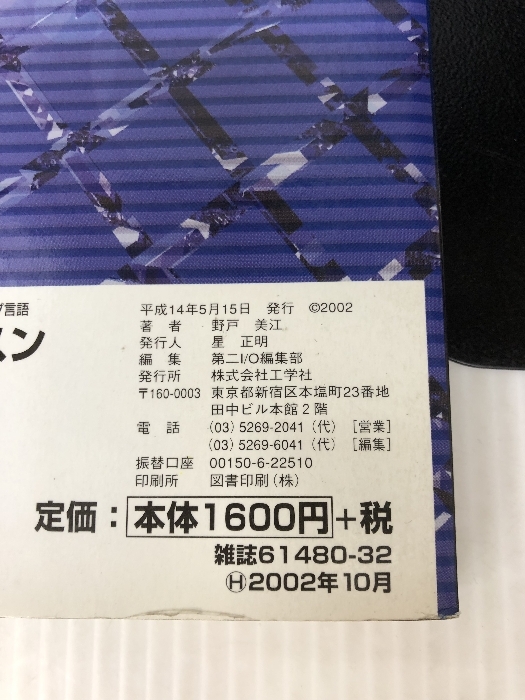 言語
スン
平成14年5月15日 発行 ©2002
著者 野戸 美江
発行人 星 正明
編集 第二I/O編集部
発行所 株式会社工学社
〒160-0003 東京都新宿区本塩町23番地
田中ビル本館2階
電話 (03)5269-2041(代) [営業]
(03)5269-6041(代) [編集]
振替口座 00150-6-22510
印刷所 図書印刷(株)
定価：本体1600円+税
雑誌61480-32
Ⓗ2002年10月